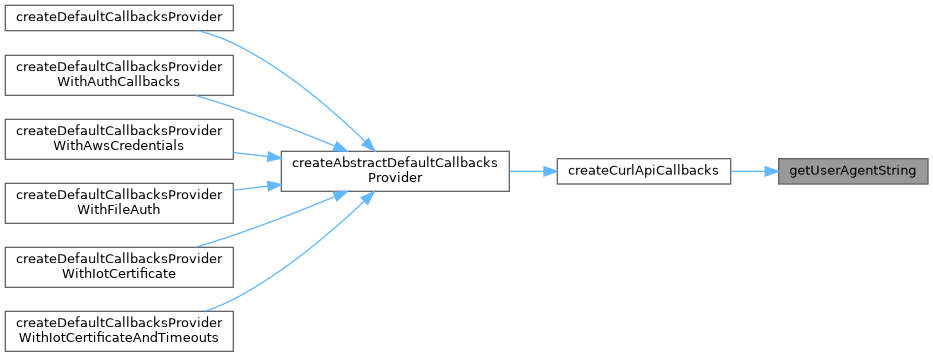 createDefaultCallbacksProvider
createDefaultCallbacksProvider
WithAuthCallbacks
createDefaultCallbacksProvider
WithAwsCredentials
createDefaultCallbacksProvider
WithFileAuth
createDefaultCallbacksProvider
WithIotCertificate
createDefaultCallbacksProvider
WithIotCertificateAndTimeouts
createAbstractDefaultCallbacks
Provider
createCurlApiCallbacks
getUserAgentString